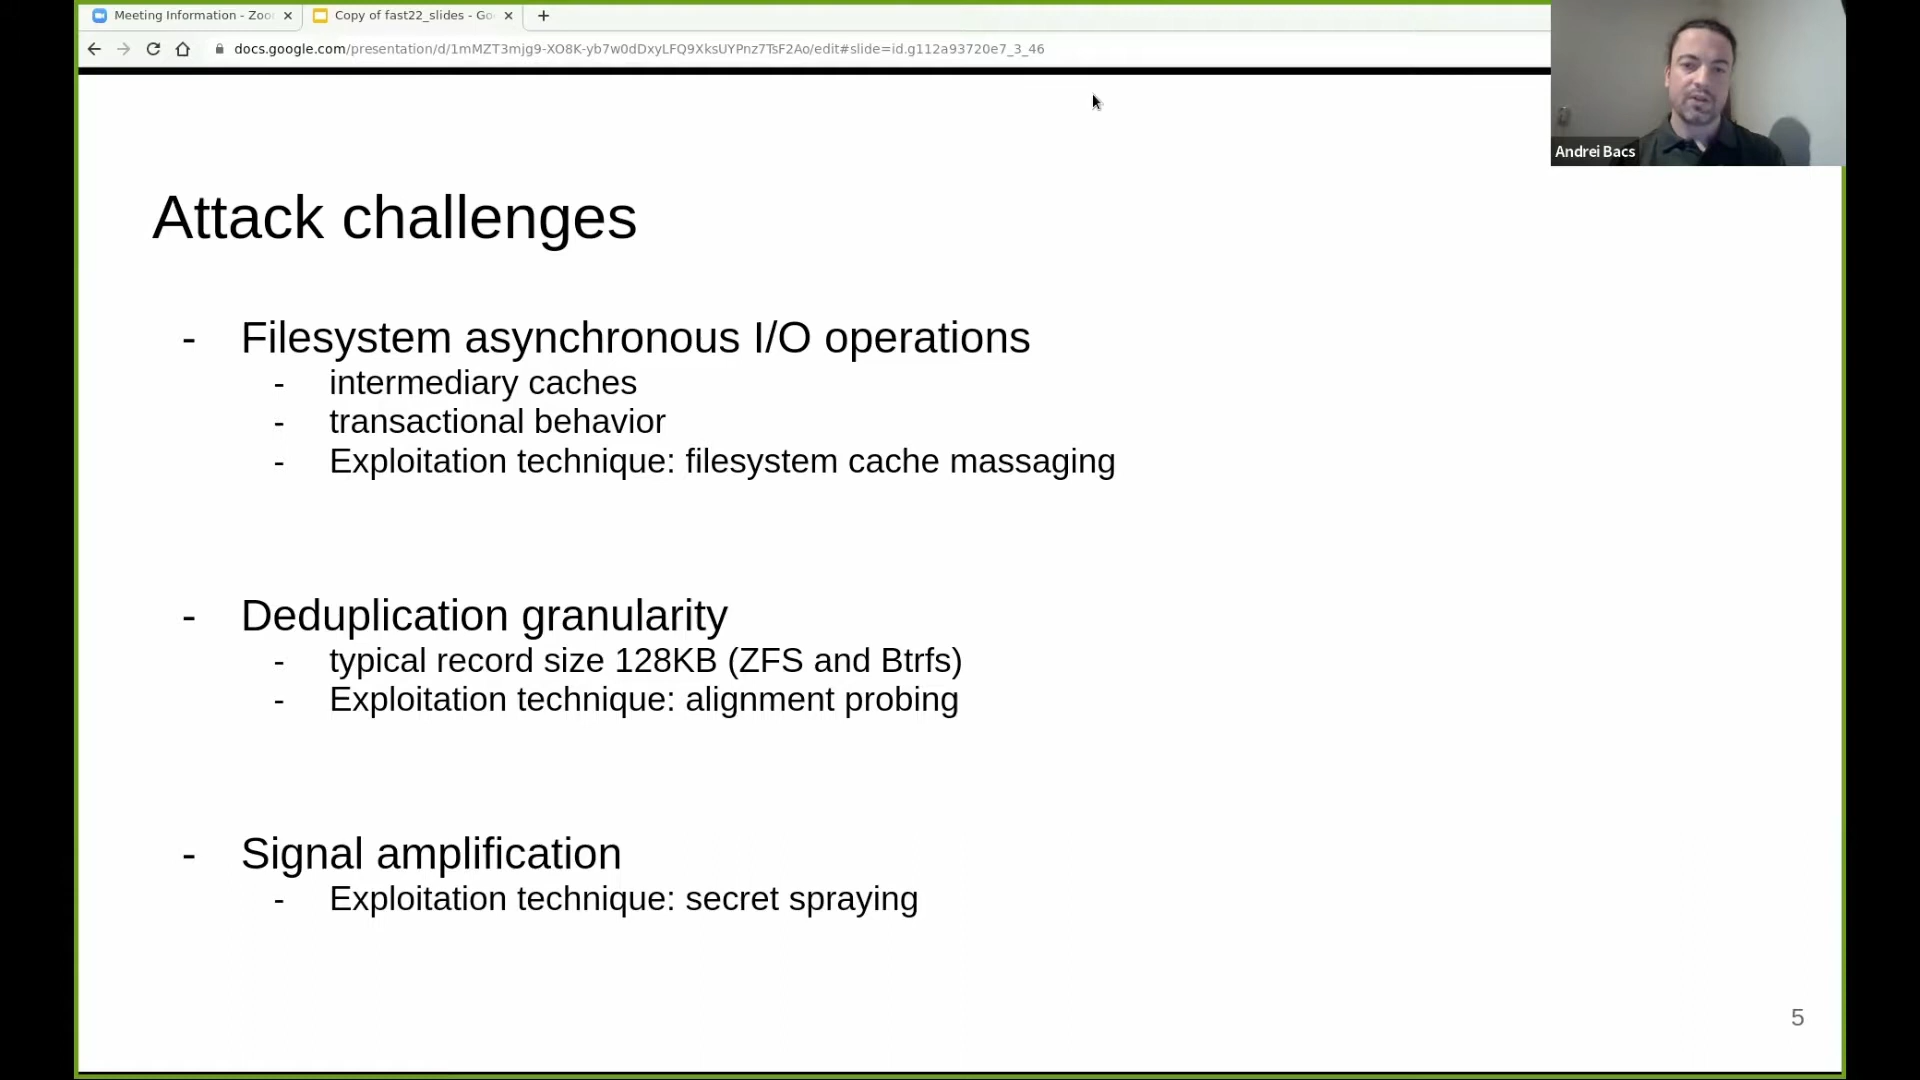 Meeting Information - Zoo
Copy of fast22_slides - Go
docs.google.com/presentation/d/1mMZT3mjg9-XO8K-yb7w0dDxyLFQ9XksUYPnz7TsF2Ao/edit#slide=id.g112a93720e7_3_46
Andrei Bacs
Attack challenges
- Filesystem asynchronous I/O operations
- intermediary caches
- transactional behavior
- Exploitation technique: filesystem cache massaging
- Deduplication granularity
- typical record size 128KB (ZFS and Btrfs)
- Exploitation technique: alignment probing
- Signal amplification
- Exploitation technique: secret spraying
5